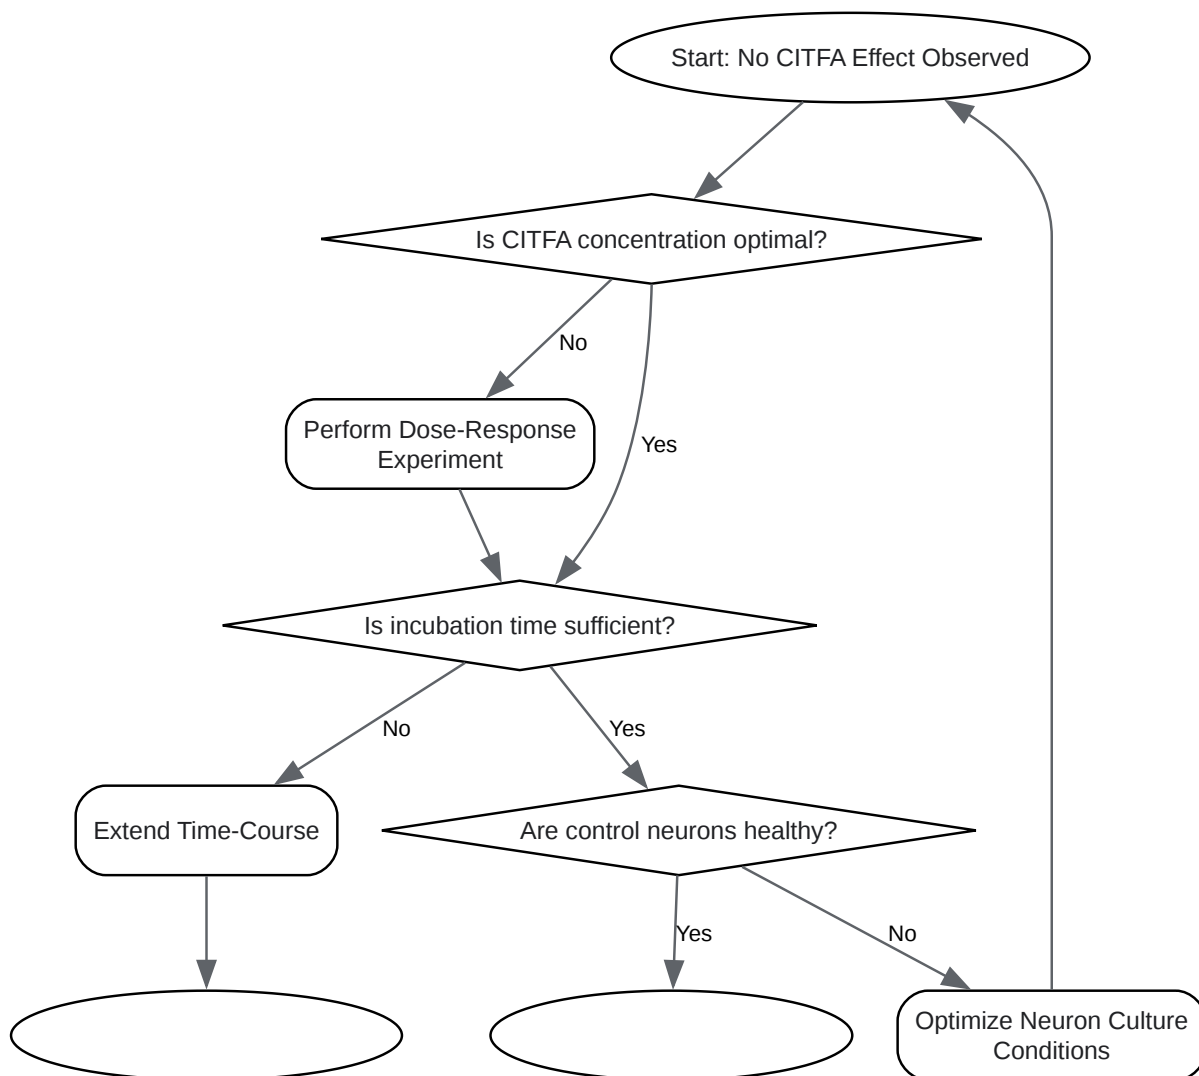 Start: No CITFA Effect Observed
Is CITFA concentration optimal?
No
Perform Dose-Response
Experiment
Yes
Is incubation time sufficient?
No
Yes
Extend Time-Course
Are control neurons healthy?
Yes
No
Optimize Neuron Culture
Conditions